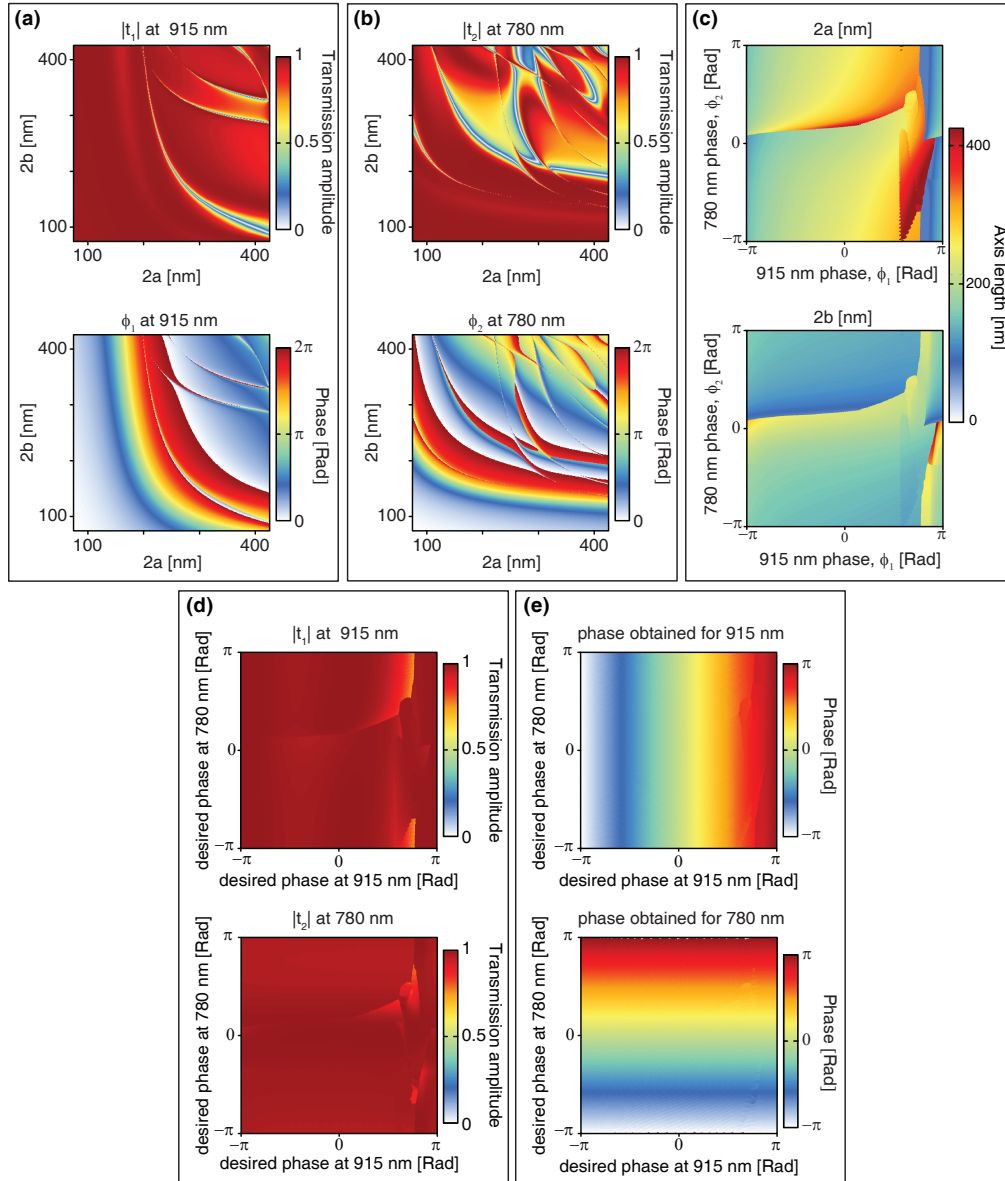 (a)
|t1| at 915 nm
400
2b [nm]
100
100
400
2a [nm]
1
0.5
0
Transmission amplitude
ϕ1 at 915 nm
400
2b [nm]
100
100
400
2a [nm]
2π
π
0
Phase [Rad]
(b)
|t2| at 780 nm
400
2b [nm]
100
100
400
2a [nm]
1
0.5
0
Transmission amplitude
ϕ2 at 780 nm
400
2b [nm]
100
100
400
2a [nm]
2π
π
0
Phase [Rad]
(c)
2a [nm]
π
0
−π
780 nm phase, ϕ2 [Rad]
−π
0
π
915 nm phase, ϕ1 [Rad]
2b [nm]
π
0
−π
780 nm phase, ϕ2 [Rad]
−π
0
π
915 nm phase, ϕ1 [Rad]
400
200
0
Axis length [nm]
(d)
|t1| at 915 nm
π
0
−π
desired phase at 780 nm [Rad]
−π
0
π
desired phase at 915 nm [Rad]
1
0.5
0
Transmission amplitude
|t2| at 780 nm
π
0
−π
desired phase at 780 nm [Rad]
−π
0
π
desired phase at 915 nm [Rad]
1
0.5
0
Transmission amplitude
(e)
phase obtained for 915 nm
π
0
−π
desired phase at 780 nm [Rad]
−π
0
π
desired phase at 915 nm [Rad]
π
0
−π
Phase [Rad]
phase obtained for 780 nm
π
0
−π
desired phase at 780 nm [Rad]
−π
0
π
desired phase at 915 nm [Rad]
π
0
−π
Phase [Rad]